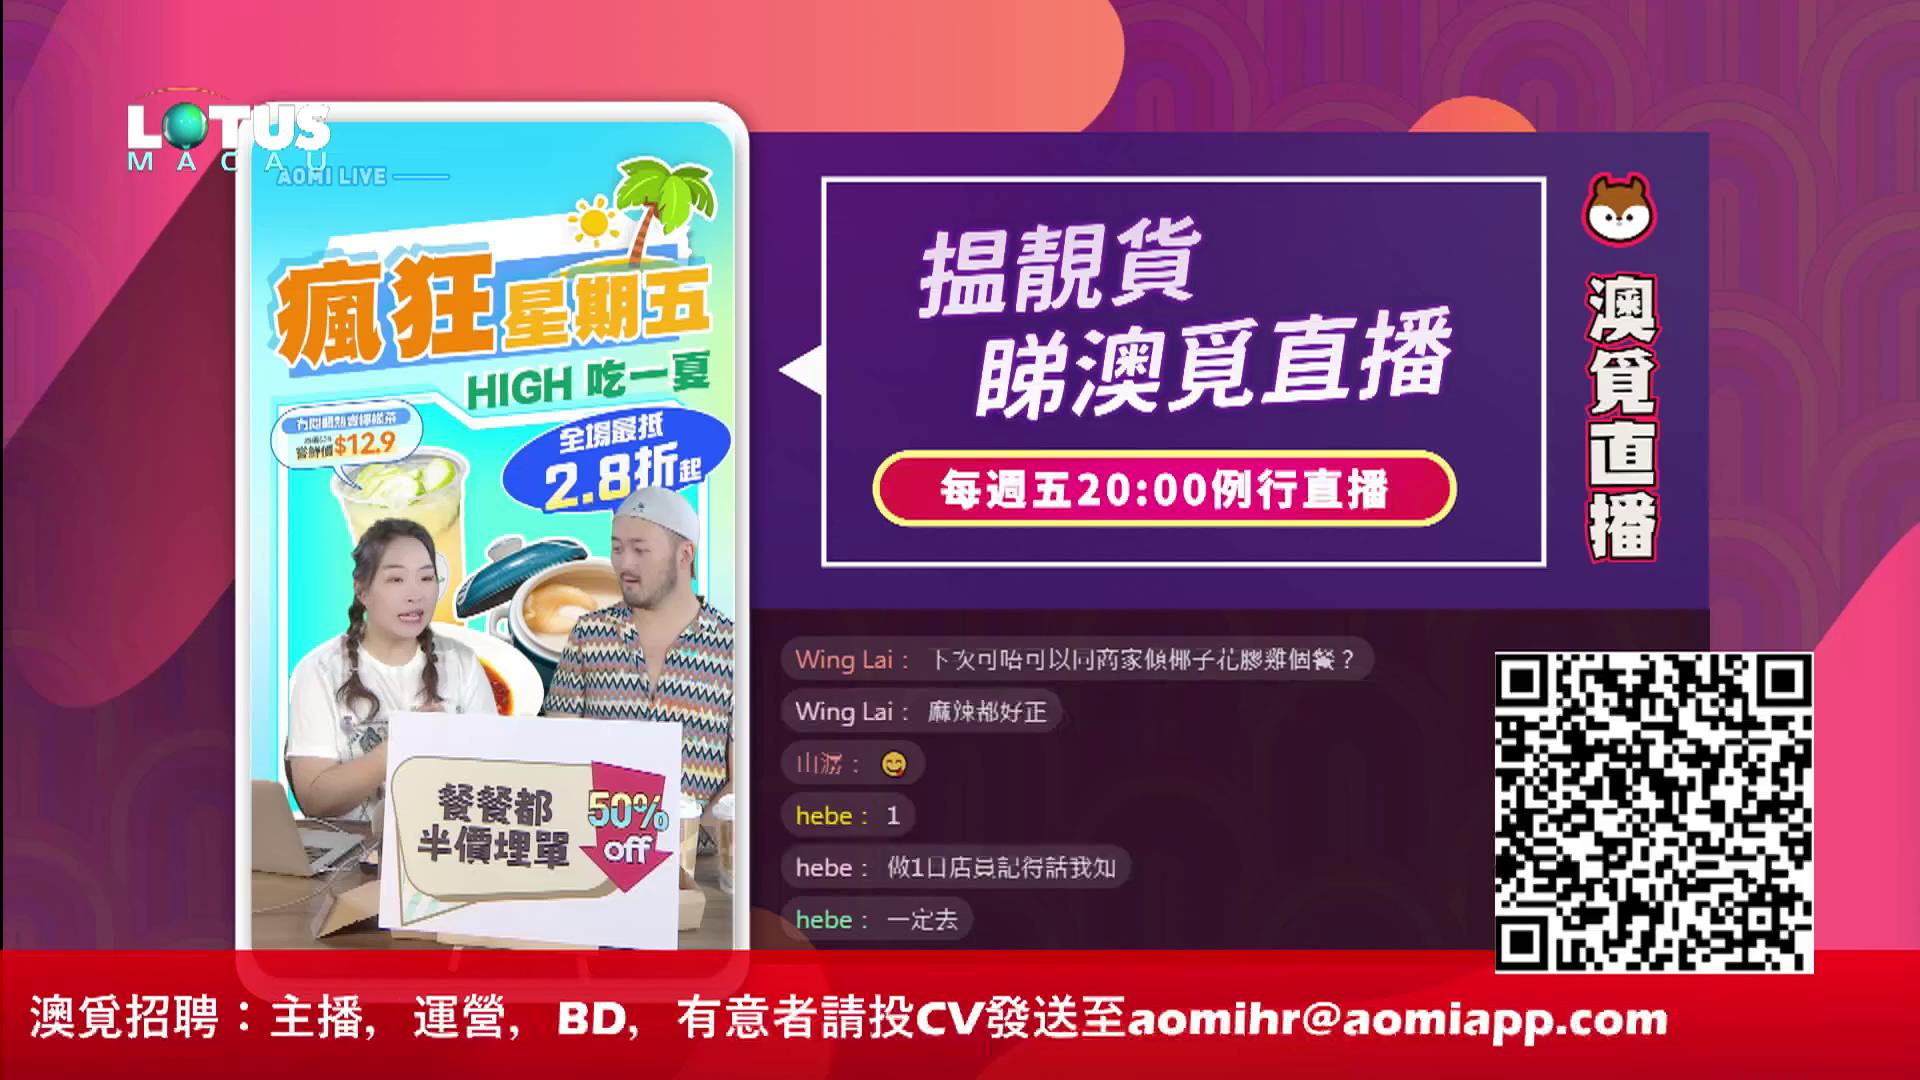 LOTUS
MACAU
AOMI LIVE
瘋狂星期五
HIGH 吃一夏
$12.9
全場最抵
2.8折起
餐餐都
半價埋單
50%
off
搵靚貨
睇澳覓直播
每週五20:00例行直播
澳覓直播
Wing Lai： 下次可唔可以同商家傾椰子花膠雞個餐？
Wing Lai： 麻辣都好正
hebe： 1
hebe： 做1日店員記得話我知
hebe： 一定去
澳覓招聘：主播，運營，BD，有意者請投CV發送至aomihr@aomiapp.com